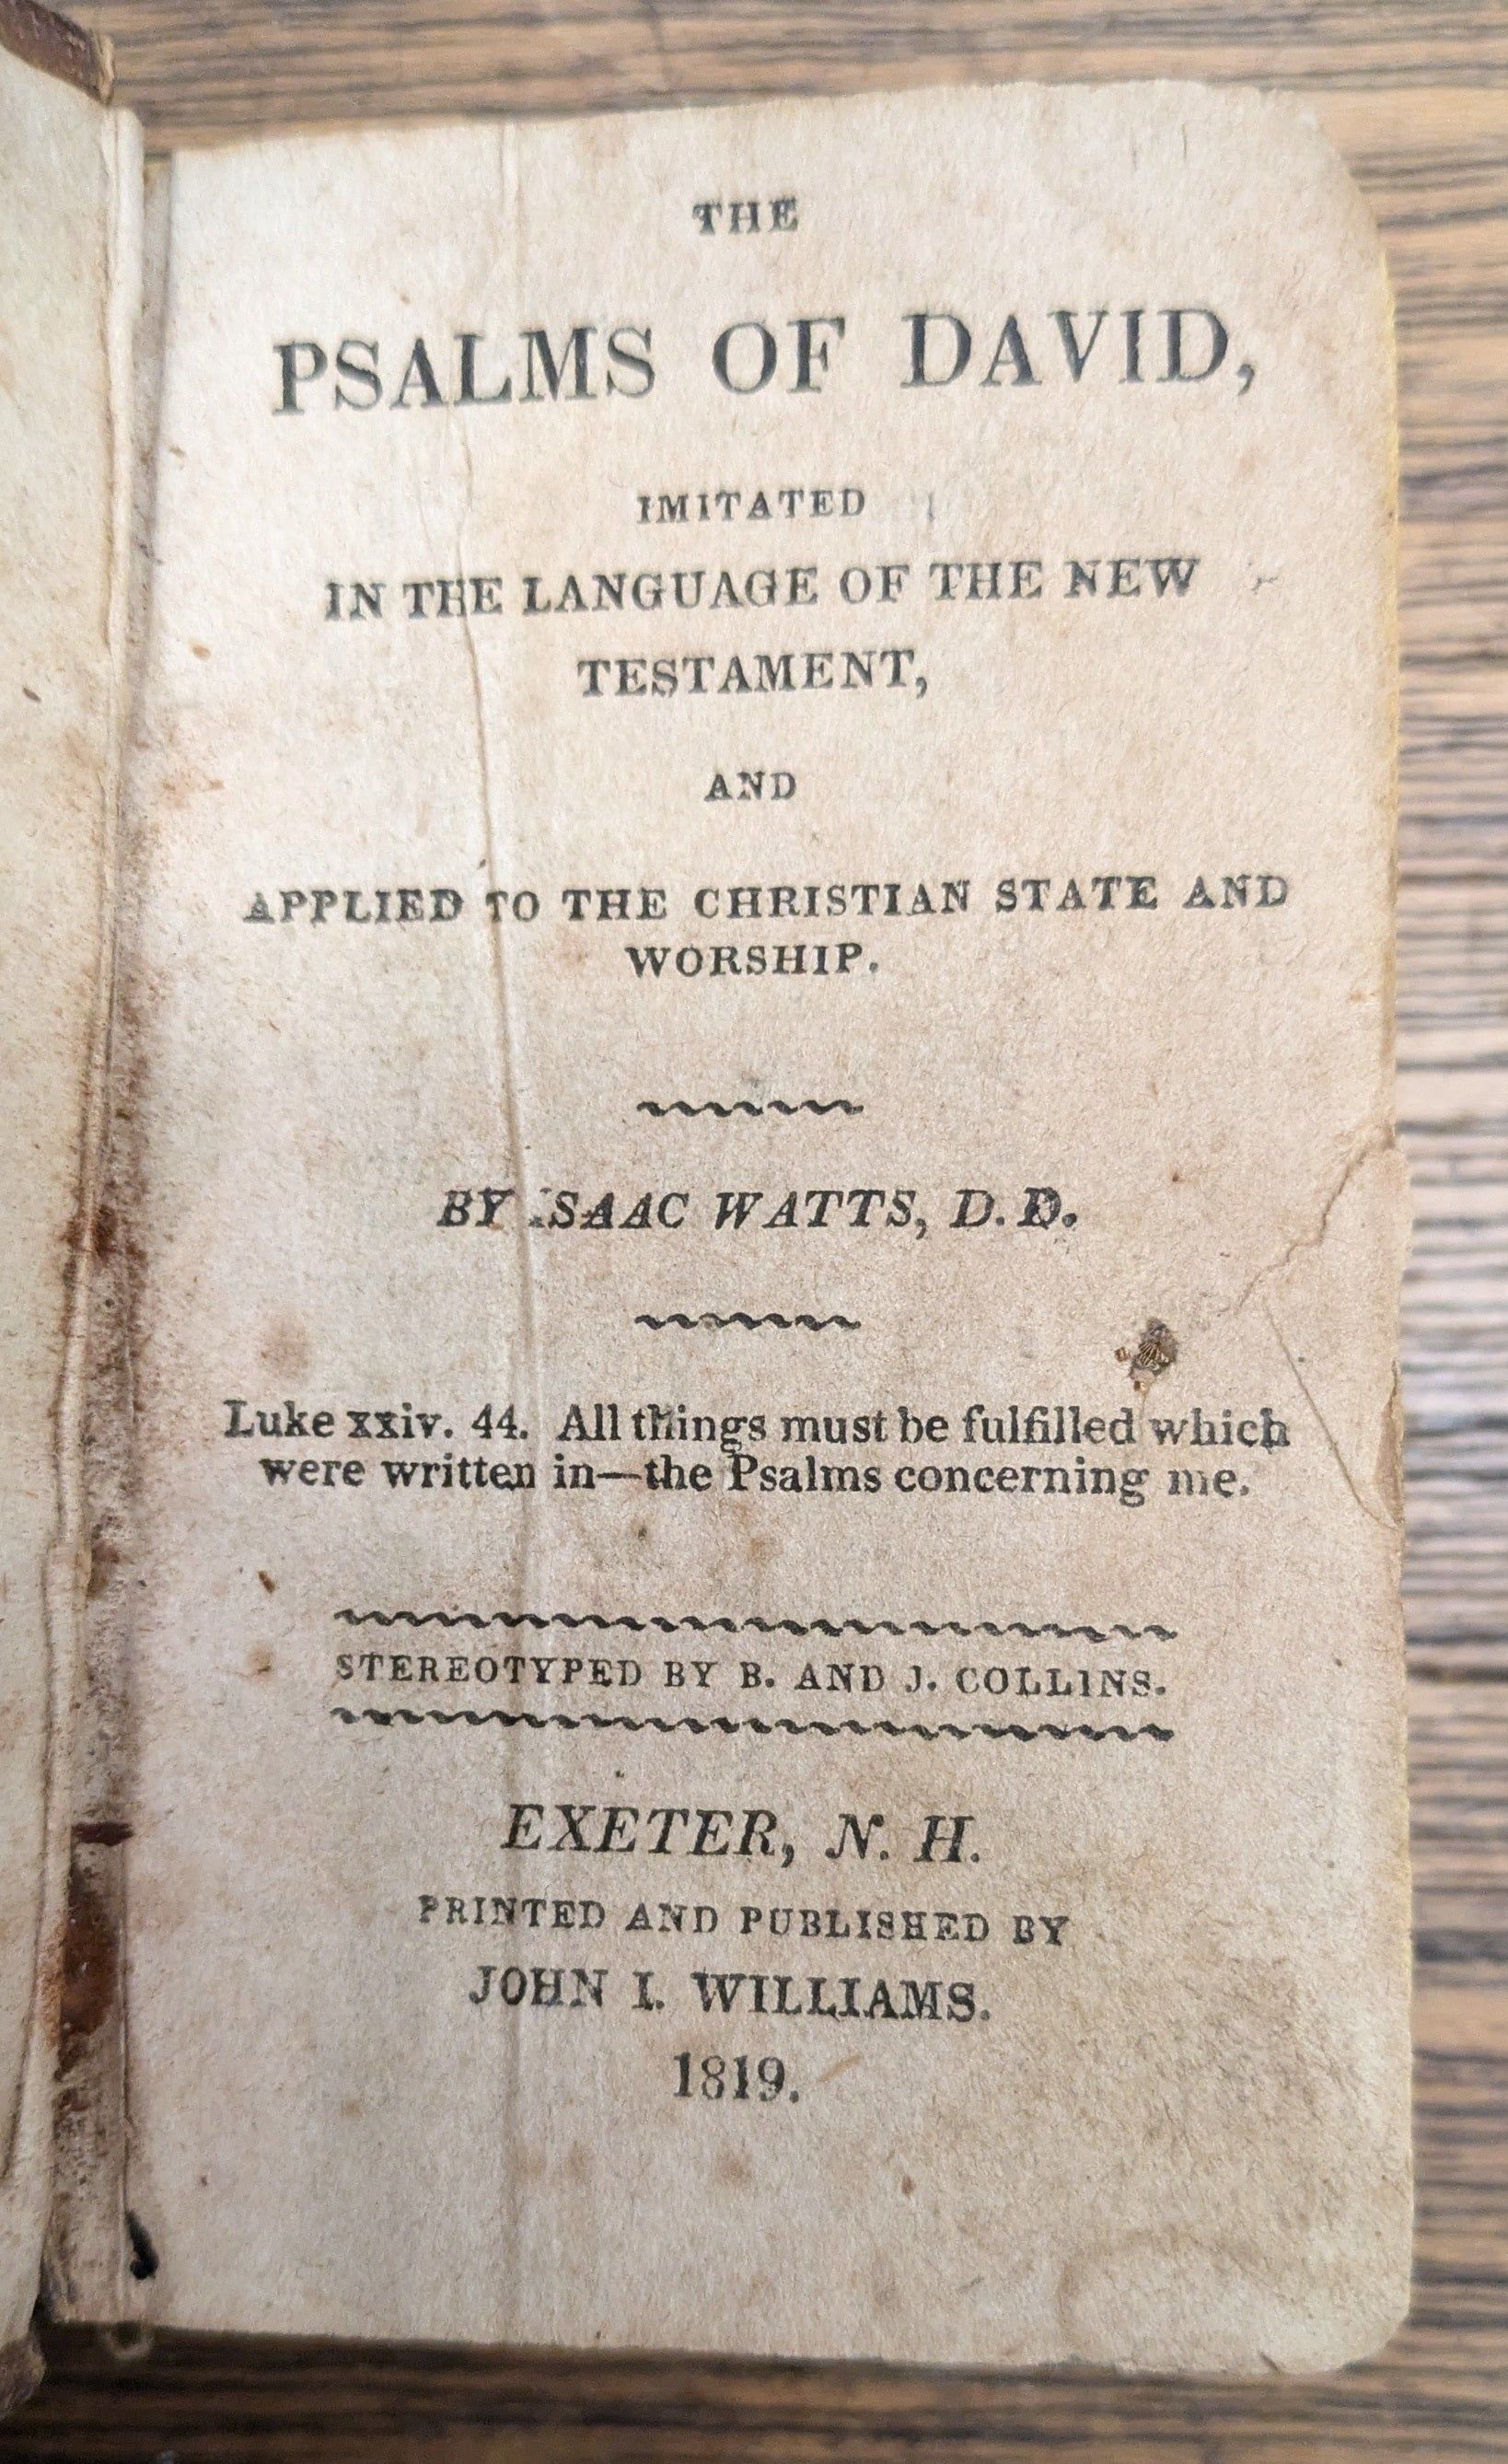 THE
PSALMS OF DAVID,
IMITATED
IN THE LANGUAGE OF THE NEW
TESTAMENT,
AND
APPLIED TO THE CHRISTIAN STATE AND
WORSHIP.
BY ISAAC WATTS, D. D.
Luke xxiv. 44. All things must be fulfilled which
were written in—the Psalms concerning me.
STEREOTYPED BY B. AND J. COLLINS.
EXETER, N. H.
PRINTED AND PUBLISHED BY
JOHN I. WILLIAMS.
1819.